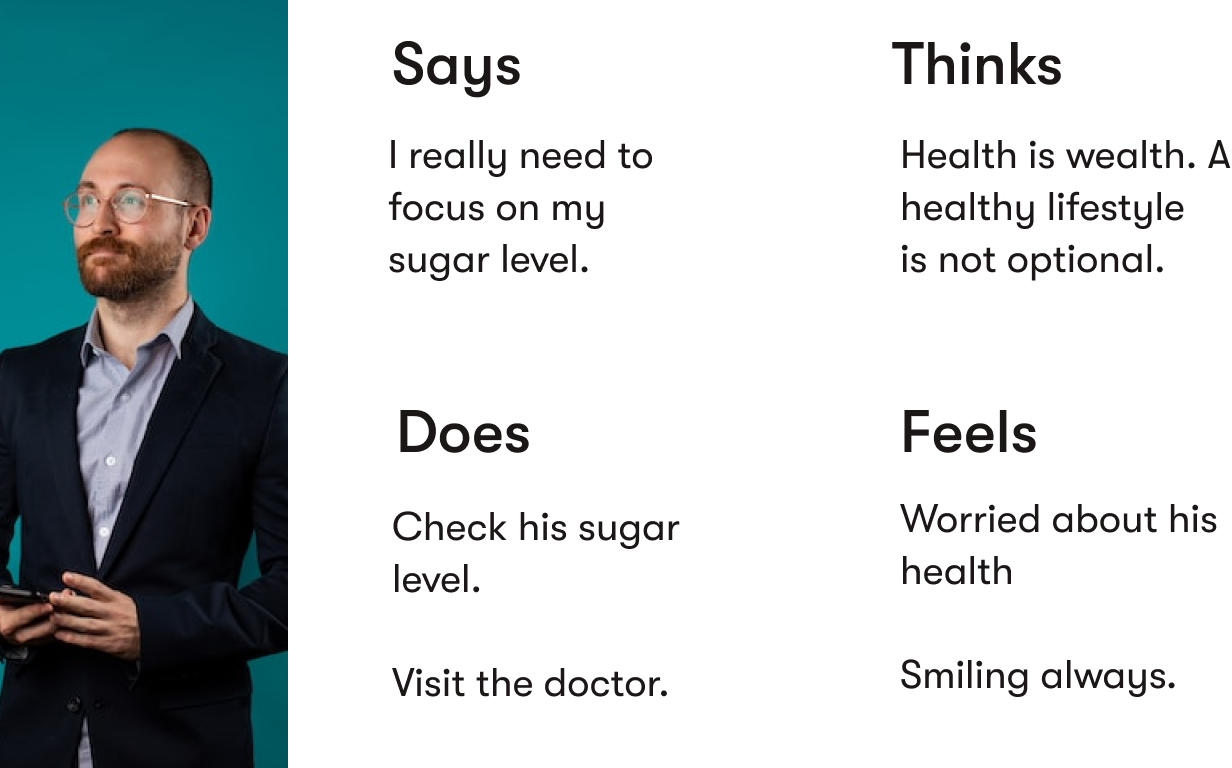 Says
I really need to
focus on my
sugar level.
Thinks
Health is wealth. A
healthy lifestyle
is not optional.
Does
Check his sugar
level.
Visit the doctor.
Feels
Worried about his
health
Smiling always.